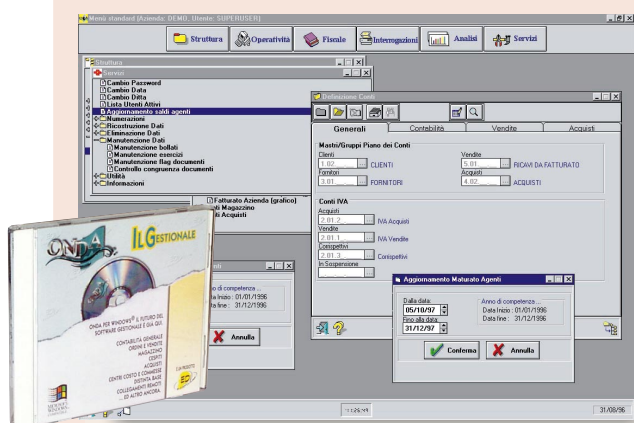 Menù standard (Azienda: DEMO, Utente: SUPERUSER)
Struttura
Operatività
Fiscale
Interrogazioni
Analisi
Servizi
Struttura
Servizi
Cambio Password
Cambio Data
Cambio Ditta
Lista Utenti Attivi
Aggiornamento saldi agenti
Numerazioni
Ricostruzione Dati
Eliminazione Dati
Manutenzione Dati
Manutenzione bollati
Manutenzione esercizi
Manutenzione flag documenti
Controllo congruenza documenti
Utilità
Informazioni
Fatturato Azienda (grafico)
Magazzino
Acquisti
Definizione Conti
Generali
Contabilità
Vendite
Acquisti
Mastri/Gruppi Piano dei Conti
Clienti
1.02. CLIENTI
Fornitori
3.01. FORNITORI
Vendite
5.01. RICAVI DA FATTURATO
Acquisti
4.02. ACQUISTI
Conti IVA
Acquisti
2.01.2 IVA Acquisti
Vendite
2.01.1 IVA Vendite
Corrispettivi
2.01.3 Corrispettivi
In Sospensione
no di competenza ...
ata Inizio : 01/01/1996
ata fine : 31/12/1996
Annulla
Aggiornamento Maturato Agenti
Dalla data:
05/10/97
Fino alla data:
31/12/97
Anno di competenza ...
Data Inizio : 01/01/1996
Data fine : 31/12/1996
Conferma
Annulla
31/08/96
ONDA
IL GESTIONALE
ONDA PER WINDOWS® IL FUTURO DEL
SOFTWARE GESTIONALE È GIÀ QUI.
CONTABILITÀ GENERALE
ORDINI E VENDITE
MAGAZZINO
CESPITI
ACQUISTI
CENTRI COSTO E COMMESSE
DISTINTA BASE
COLLEGAMENTI REMOTI
... ED ALTRO ANCORA.